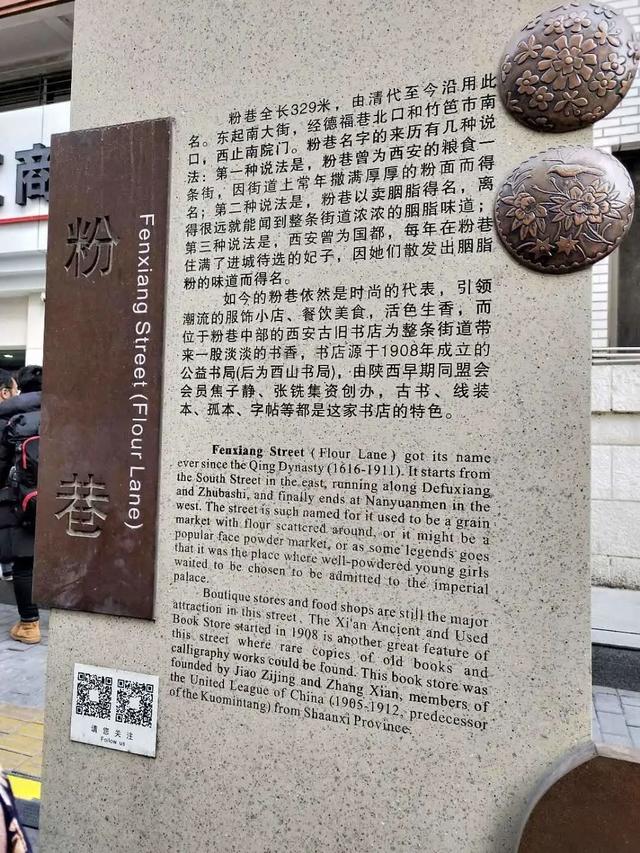 商
粉巷
Fenxiang Street (Flour Lane)
粉巷全长329米，由清代至今沿用此
名。东起南大街，经德福巷北口和竹笆市南
口，西止南院门。粉巷名字的来历有几种说
法：第一种说法是，粉巷曾为西安的粮食一
条街，因街道上常年撒满厚厚的粉面而得
名；第二种说法是，粉巷以卖胭脂得名，离
得很远就能闻到整条街道浓浓的胭脂味道；
第三种说法是，西安曾为国都，每年在粉巷
住满了进城待选的妃子，因她们散发出胭脂
粉的味道而得名。
如今的粉巷依然是时尚的代表，引领
潮流的服饰小店、餐饮美食，活色生香，而
位于粉巷中部的西安古旧书店为整条街道带
来一股淡淡的书香，书店源于1908年成立的
公益书局(后为酉山书局)，由陕西早期同盟会
会员焦子静、张铣集资创办，古书、线装
本、孤本、字帖等都是这家书店的特色。
Fenxiang Street (Flour Lane) got its name
ever since the Qing Dynasty (1616-1911). It starts from
the South Street in the east, running along Defuxiang
and Zhubashi, and finally ends at Nanyuanmen in the
west. The street is such named for it used to be a grain
market with flour scattered around, or it might be a
popular face powder market, or as some legends goes
that it was the place where well-powdered young girls
waited to be chosen to be admitted to the imperial
palace.
Boutique stores and food shops are still the major
attraction in this street. The Xi'an Ancient and Used
Book Store started in 1908 is another great feature of
this street where rare copies of old books and
calligraphy works could be found. This book store was
founded by Jiao Zijing and Zhang Xian, members of
the United League of China (1905-1912, predecessor
of the Kuomintang) from Shaanxi Province.
请您关注
Follow us